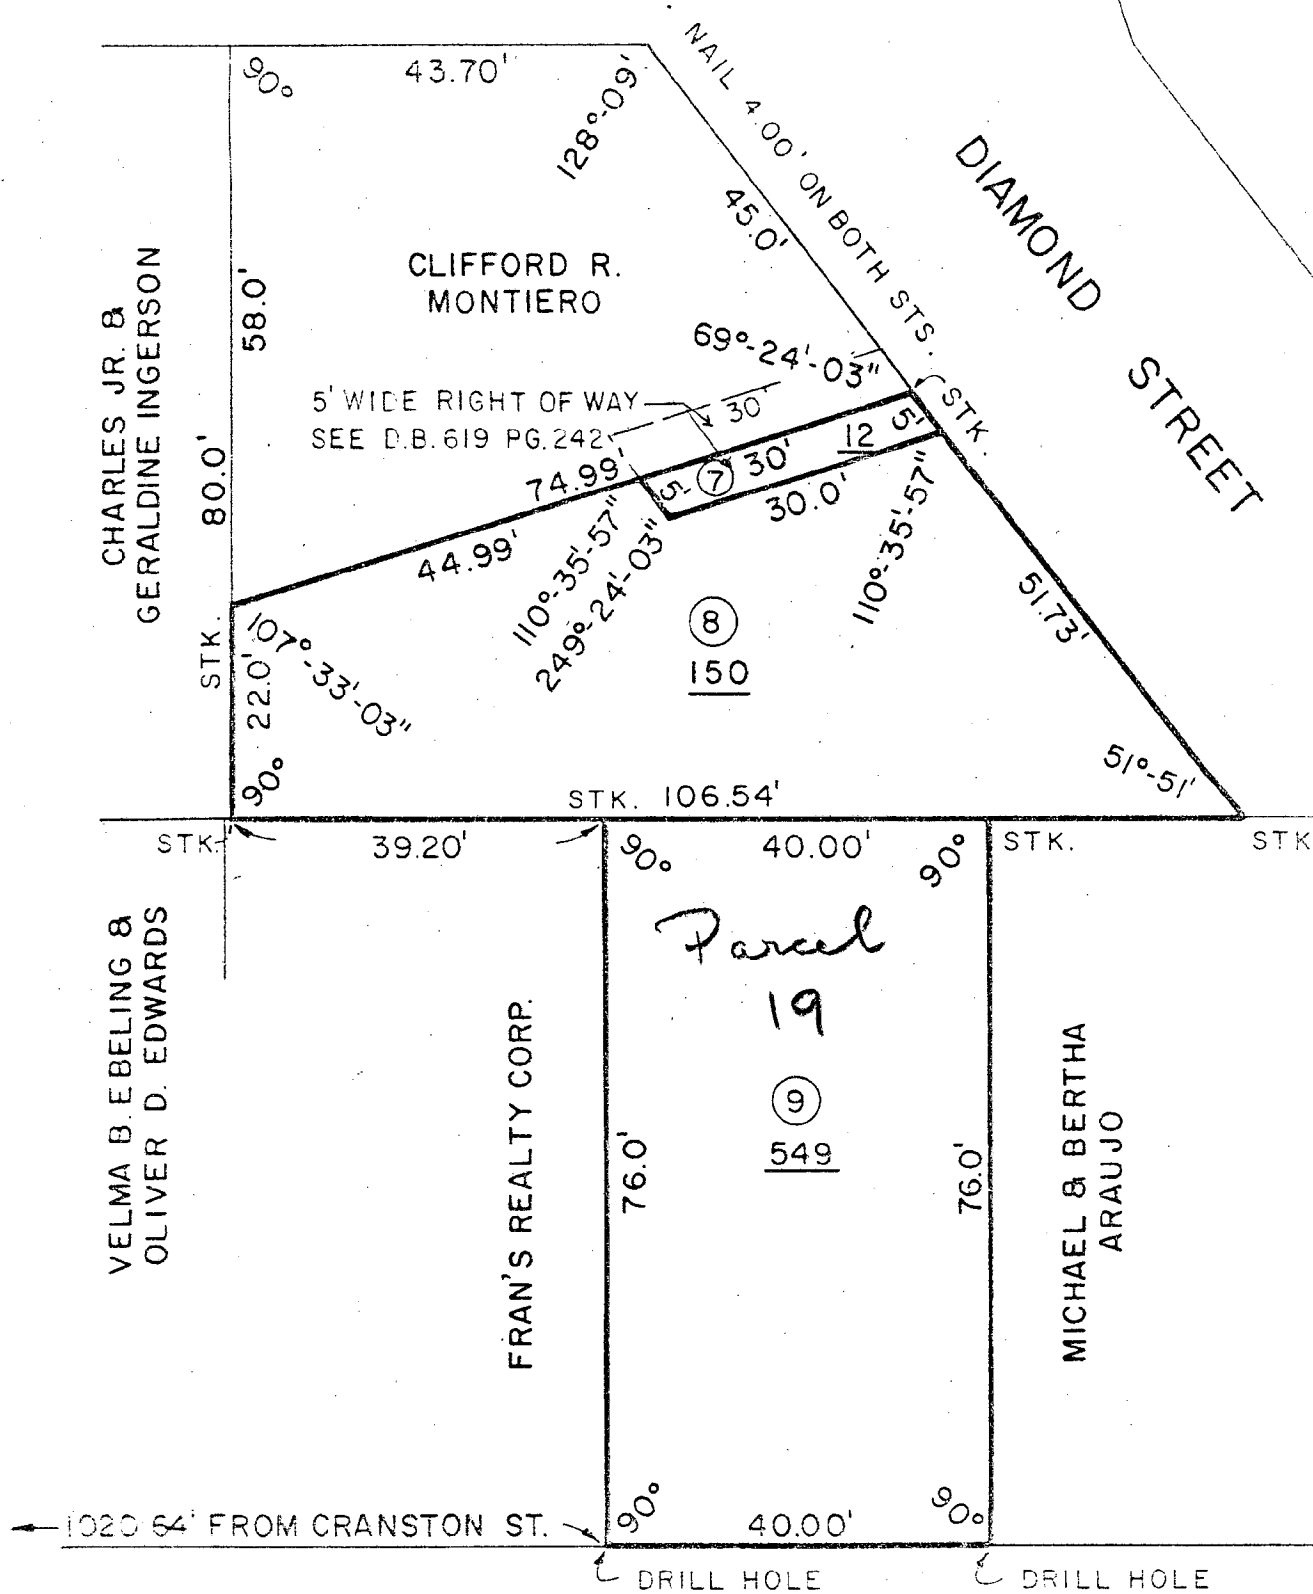 90°
43.70'
128°-09'
NAIL 4.00' ON BOTH STS.
DIAMOND STREET
45.0'
CLIFFORD R.
MONTIERO
58.0'
CHARLES JR. &
GERALDINE INGERSON
80.0'
69°-24'-03"
5' WIDE RIGHT OF WAY
SEE D.B. 619 PG. 242
30'
STK.
5'
12
74.99
7
30'
5'
30.0'
44.99'
110°-35'-57"
249°-24'-03"
110°-35'-57"
51.73'
STK.
22.0'
107°-33'-03"
8
150
90°
51°-51'
STK. 106.54'
STK.
39.20'
90°
40.00'
90°
STK.
STK
Parcel
19
9
549
VELMA B. EBELING &
OLIVER D. EDWARDS
FRAN'S REALTY CORP.
76.0'
76.0'
MICHAEL & BERTHA
ARAUJO
1020 64' FROM CRANSTON ST.
90°
40.00'
90°
DRILL HOLE
DRILL HOLE